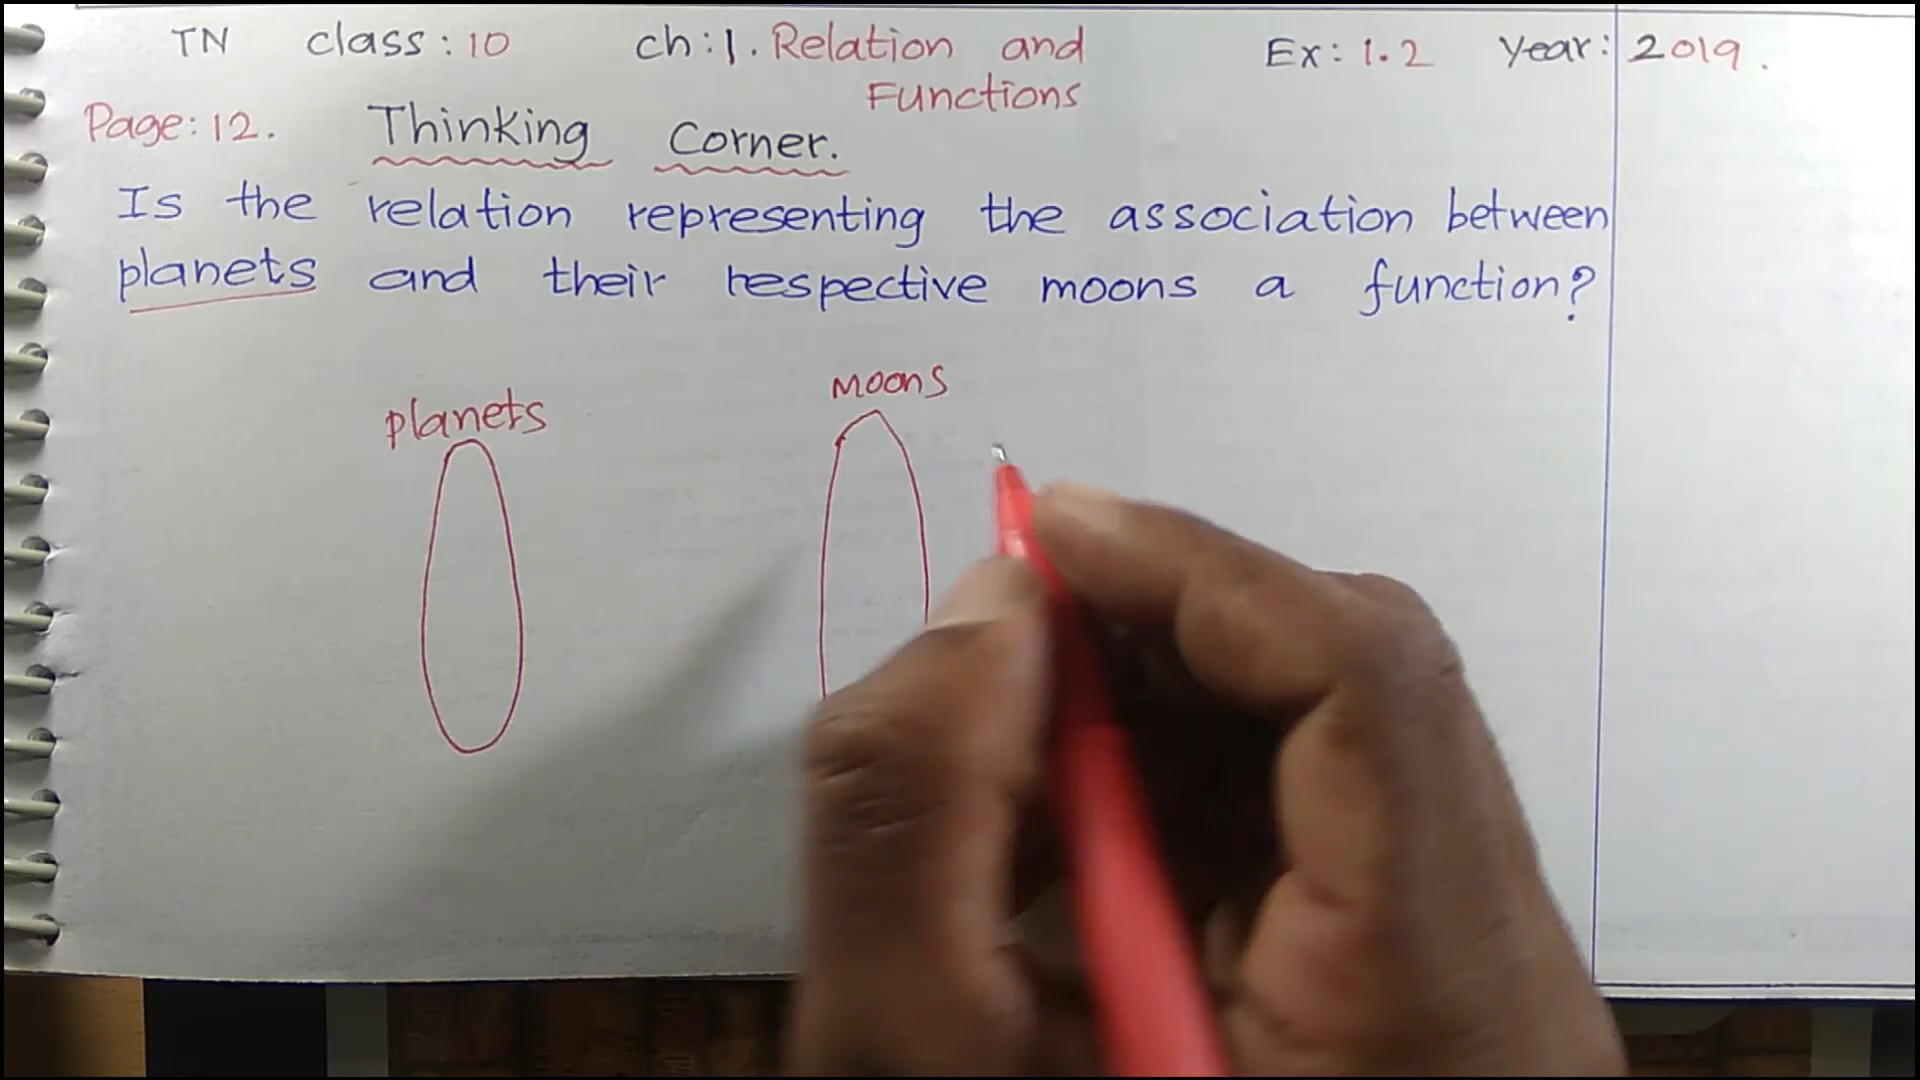 TN class: 10 ch: 1. Relation and Functions Ex: 1.2 Year: 2019.
Page: 12. Thinking Corner.
Is the relation representing the association between
planets and their respective moons a function?
planets
moons